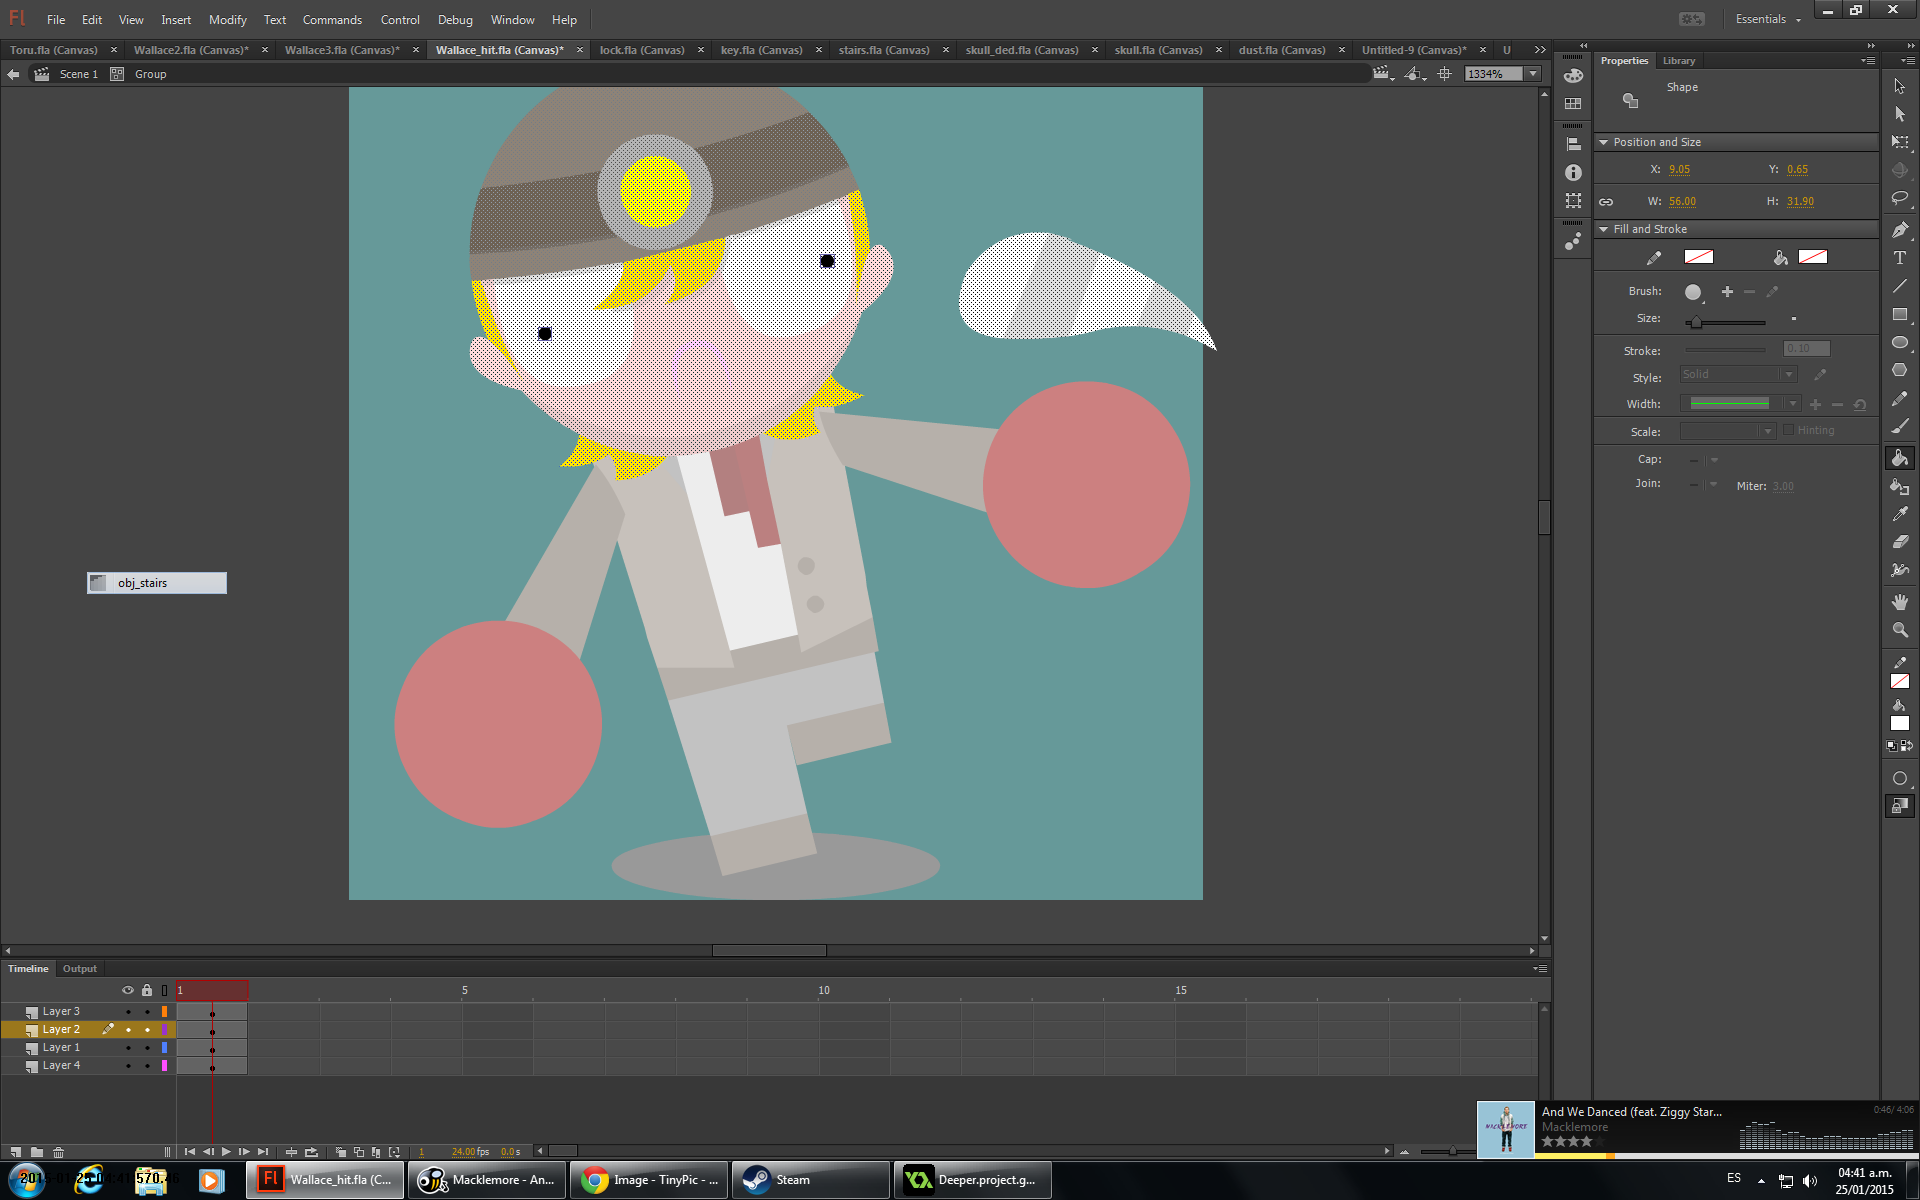 Fl File Edit View Insert Modify Text Commands Control Debug Window Help Essentials
Toru.fla (Canvas) × Wallace2.fla (Canvas)* × Wallace3.fla (Canvas)* × Wallace_hit.fla (Canvas)* × lock.fla (Canvas) × key.fla (Canvas) × stairs.fla (Canvas) × skull_ded.fla (Canvas) × skull.fla (Canvas) × dust.fla (Canvas) × Untitled-9 (Canvas)* × U
Scene 1 Group 1334%
Properties Library
Shape
Position and Size
X: 9.05 Y: 0.65
W: 56.00 H: 31.90
Fill and Stroke
Brush:
Size:
Stroke: 0.10
Style: Solid
Width:
Scale: Hinting
Cap:
Join: Miter: 3.00
obj_stairs
Timeline Output
1 5 10 15
Layer 3
Layer 2
Layer 1
Layer 4
1 24.00 fps 0.0 s
And We Danced (feat. Ziggy Star... 0:46/ 4:06
Macklemore
MACKLEMORE
Wallace_hit.fla (C... Macklemore - An... Image - TinyPic - ... Steam Deeper.project.g...
ES 04:41 a.m.
25/01/2015